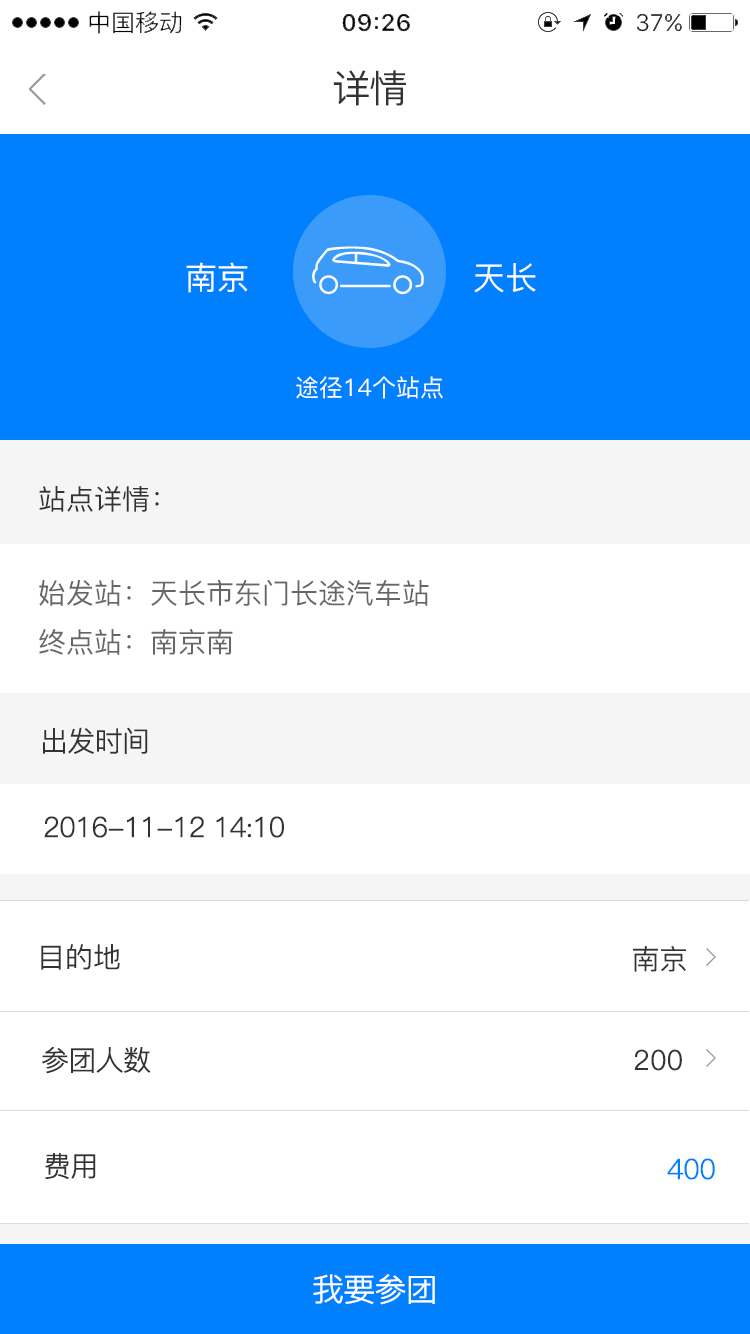 中国移动 09:26 37%
详情
南京 天长
途径14个站点
站点详情：
始发站：天长市东门长途汽车站
终点站：南京南
出发时间
2016-11-12 14:10
目的地 南京
参团人数 200
费用 400
我要参团